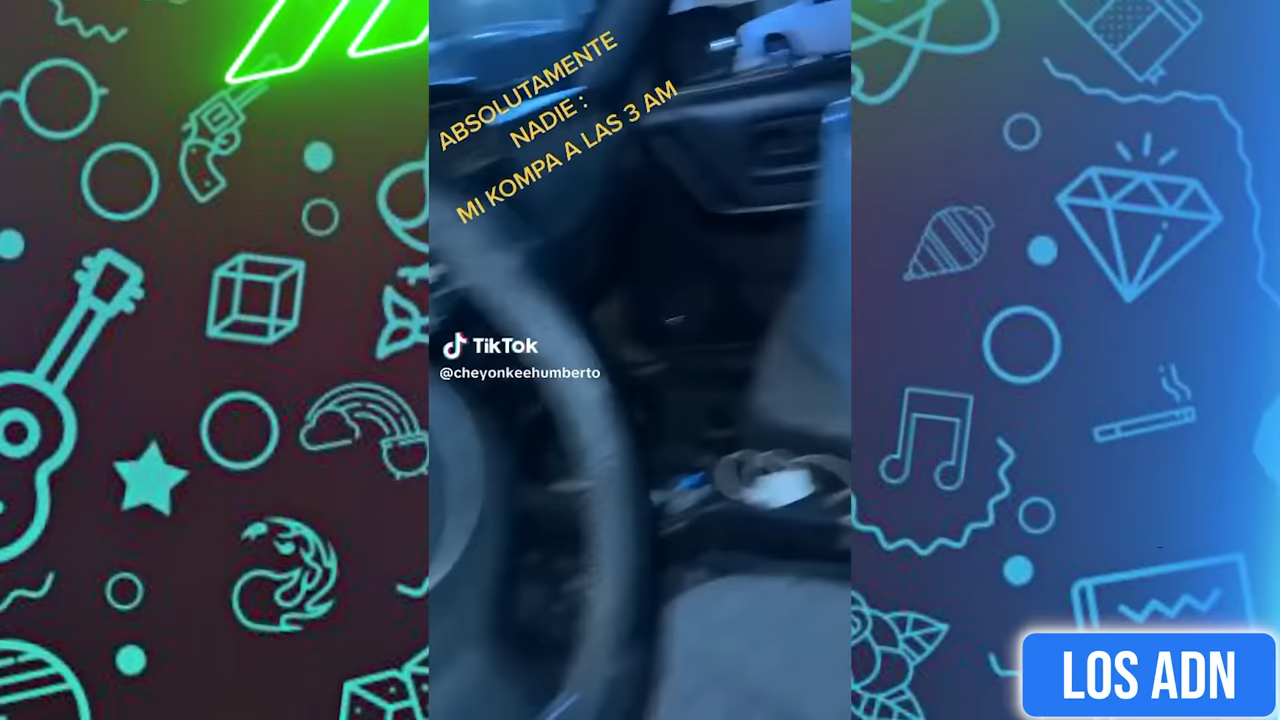 ABSOLUTAMENTE
NADIE :
MI KOMPA A LAS 3 AM
TikTok
@cheyonkeehumberto
LOS ADN